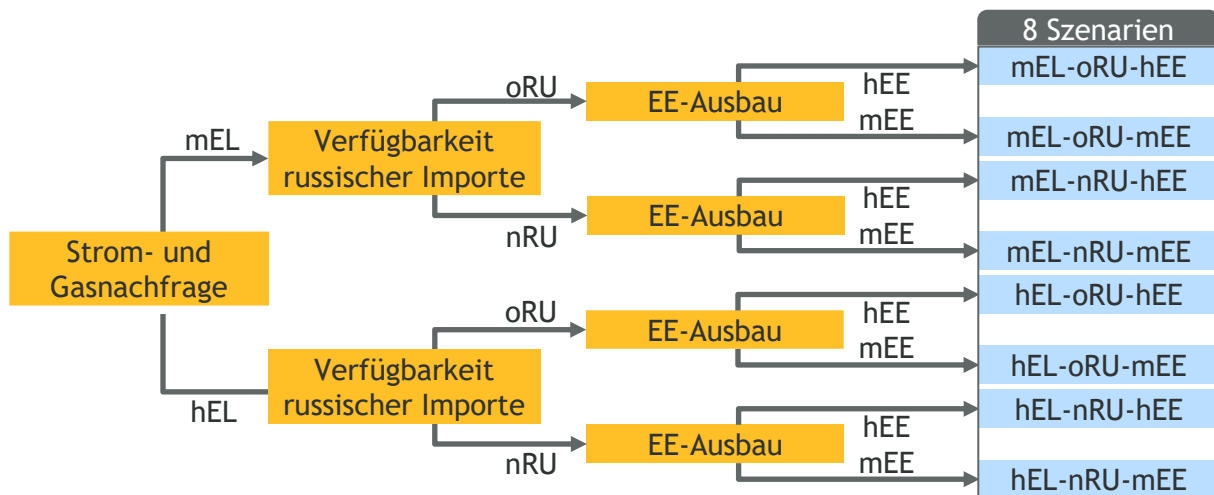 8 Szenarien
mEL-oRU-hEE
oRU
hEE
EE-Ausbau
mEE
mEL
Verfügbarkeit
russischer Importe
mEL-oRU-mEE
mEL-nRU-hEE
hEE
EE-Ausbau
nRU
mEE
Strom- und
Gasnachfrage
mEL-nRU-mEE
hEL-oRU-hEE
oRU
hEE
EE-Ausbau
mEE
Verfügbarkeit
russischer Importe
hEL
hEL-oRU-mEE
hEL-nRU-hEE
hEE
EE-Ausbau
nRU
mEE
hEL-nRU-mEE